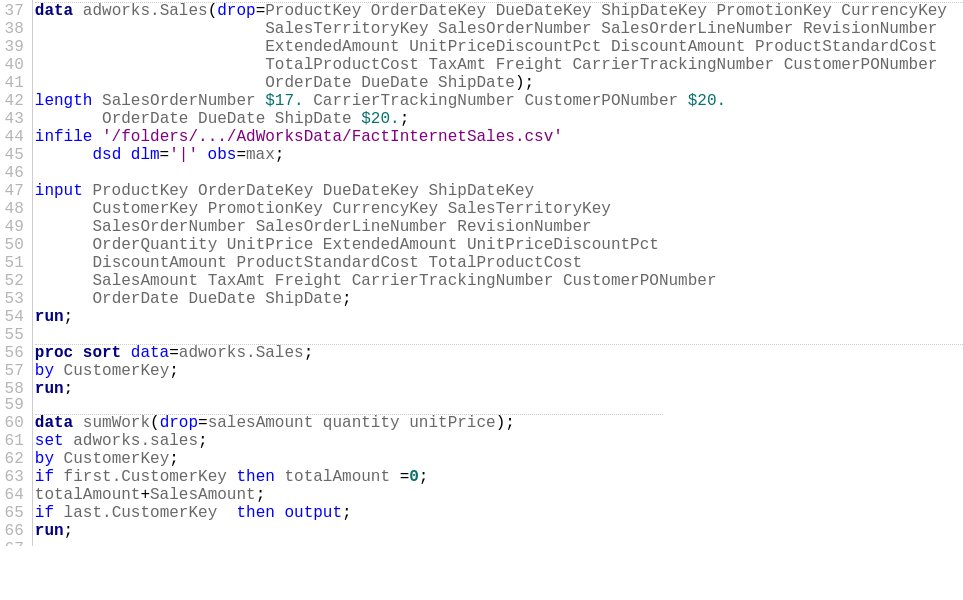 37 data adworks.Sales(drop=ProductKey OrderDateKey DueDateKey ShipDateKey PromotionKey CurrencyKey
38                         SalesTerritoryKey SalesOrderNumber SalesOrderLineNumber RevisionNumber
39                         ExtendedAmount UnitPriceDiscountPct DiscountAmount ProductStandardCost
40                         TotalProductCost TaxAmt Freight CarrierTrackingNumber CustomerPONumber
41                         OrderDate DueDate ShipDate);
42 length SalesOrderNumber $17. CarrierTrackingNumber CustomerPONumber $20.
43        OrderDate DueDate ShipDate $20.;
44 infile '/folders/.../AdWorksData/FactInternetSales.csv'
45       dsd dlm='|' obs=max;
46
47 input ProductKey OrderDateKey DueDateKey ShipDateKey
48       CustomerKey PromotionKey CurrencyKey SalesTerritoryKey
49       SalesOrderNumber SalesOrderLineNumber RevisionNumber
50       OrderQuantity UnitPrice ExtendedAmount UnitPriceDiscountPct
51       DiscountAmount ProductStandardCost TotalProductCost
52       SalesAmount TaxAmt Freight CarrierTrackingNumber CustomerPONumber
53       OrderDate DueDate ShipDate;
54 run;
55
56 proc sort data=adworks.Sales;
57 by CustomerKey;
58 run;
59
60 data sumWork(drop=salesAmount quantity unitPrice);
61 set adworks.sales;
62 by CustomerKey;
63 if first.CustomerKey then totalAmount =0;
64 totalAmount+SalesAmount;
65 if last.CustomerKey  then output;
66 run;